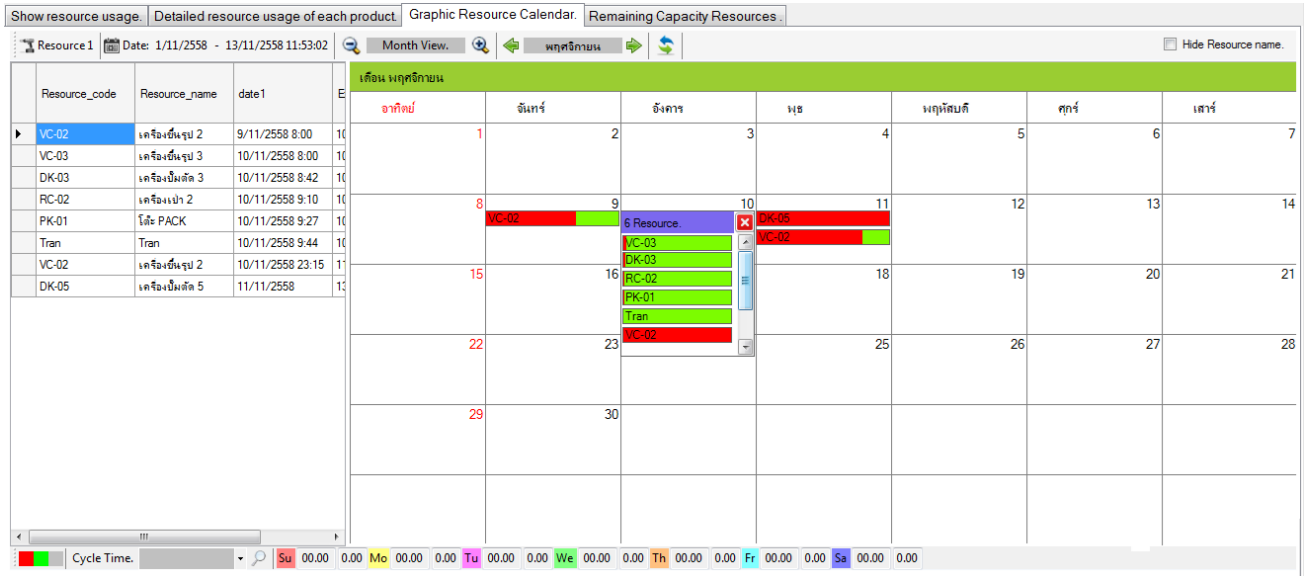 Show resource usage. Detailed resource usage of each product. Graphic Resource Calendar. Remaining Capacity Resources .
Resource 1 Date: 1/11/2558 - 13/11/2558 11:53:02 Month View. พฤศจิกายน Hide Resource name.
Resource_code Resource_name date1 E
เดือน พฤศจิกายน
อาทิตย์ จันทร์ อังคาร พุธ พฤหัสบดี ศุกร์ เสาร์
VC-02 เครื่องขึ้นรูป 2 9/11/2558 8:00 10
VC-03 เครื่องขึ้นรูป 3 10/11/2558 8:00 10
DK-03 เครื่องปั๊มตัด 3 10/11/2558 8:42 10
RC-02 เครื่องเป่า 2 10/11/2558 9:10 10
PK-01 โต๊ะ PACK 10/11/2558 9:27 10
Tran Tran 10/11/2558 9:44 10
VC-02 เครื่องขึ้นรูป 2 10/11/2558 23:15 11
DK-05 เครื่องปั๊มตัด 5 11/11/2558 13
1 2 3 4 5 6 7
8 9 10 11 12 13 14
VC-02
6 Resource.
VC-03
DK-03
RC-02
PK-01
Tran
VC-02
DK-05
VC-02
15 16 18 19 20 21
22 23 25 26 27 28
29 30
Cycle Time. Su 00.00 0.00 Mo 00.00 0.00 Tu 00.00 0.00 We 00.00 0.00 Th 00.00 0.00 Fr 00.00 0.00 Sa 00.00 0.00